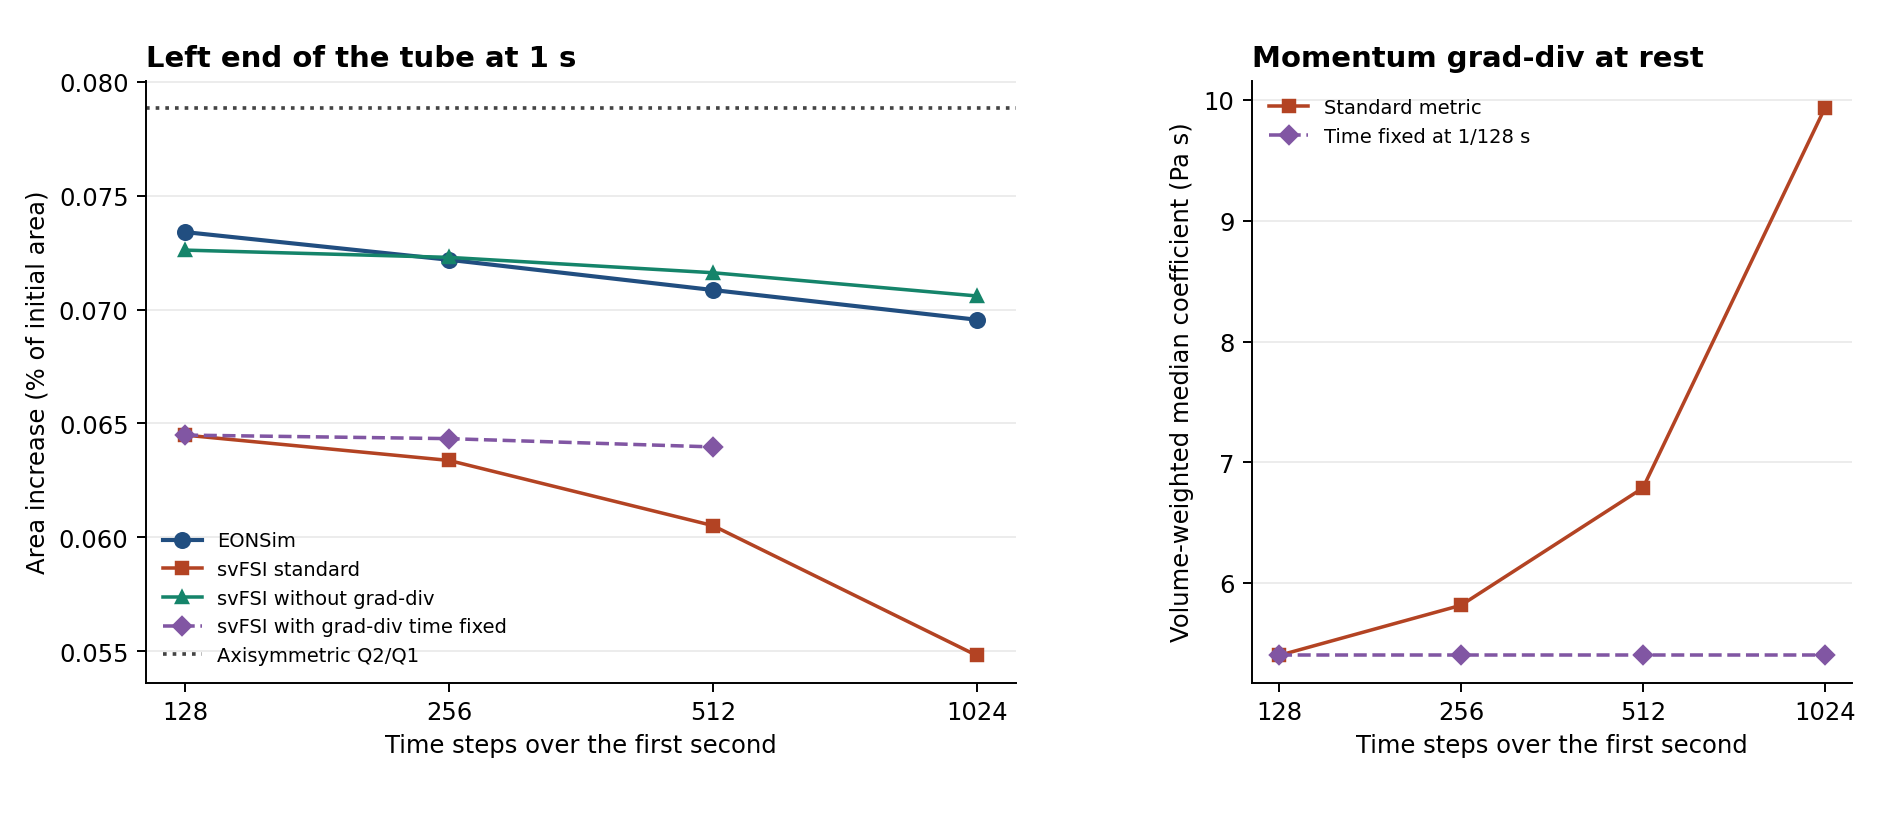 Left end of the tube at 1 s
Area increase (% of initial area)
0.080
0.075
0.070
0.065
0.060
0.055
EONSim
svFSI standard
svFSI without grad-div
svFSI with grad-div time fixed
Axisymmetric Q2/Q1
128 256 512 1024
Time steps over the first second
Momentum grad-div at rest
Volume-weighted median coefficient (Pa s)
10
9
8
7
6
Standard metric
Time fixed at 1/128 s
128 256 512 1024
Time steps over the first second